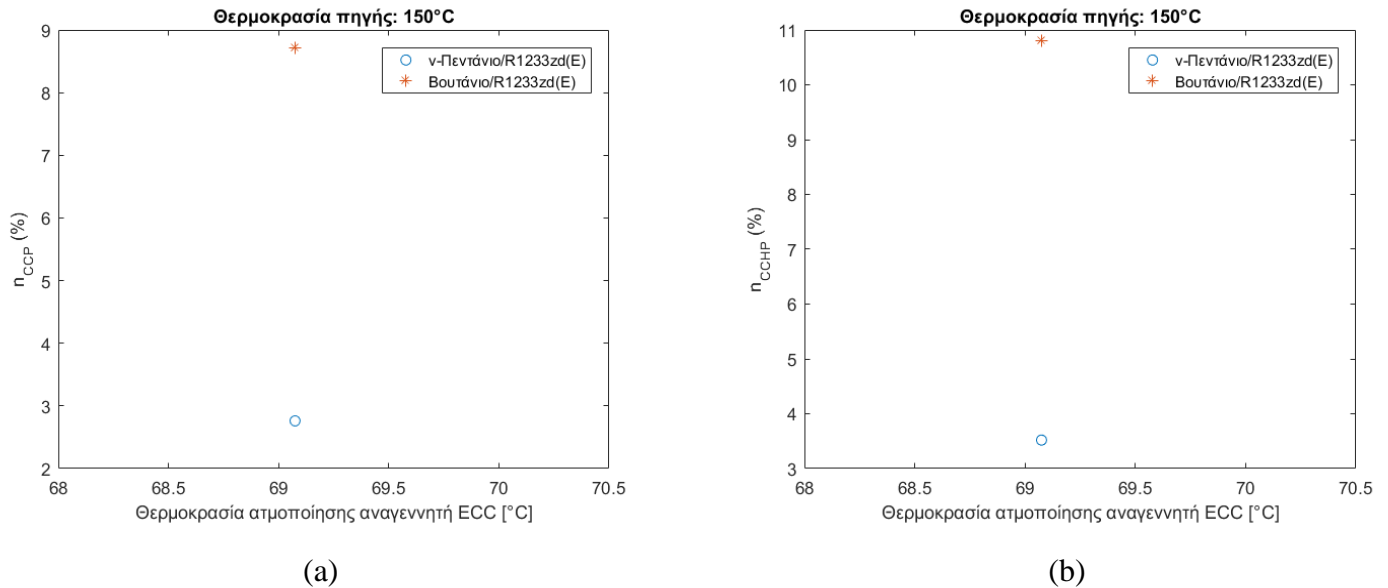 Θερμοκρασία πηγής: 150°C
9
8
7
6
5
4
3
2
n_CCP (%)
ν-Πεντάνιο/R1233zd(E)
Βουτάνιο/R1233zd(E)
68
68.5
69
69.5
70
70.5
Θερμοκρασία ατμοποίησης αναγεννητή ECC [°C]
(a)
Θερμοκρασία πηγής: 150°C
11
10
9
8
7
6
5
4
3
n_CCHP (%)
ν-Πεντάνιο/R1233zd(E)
Βουτάνιο/R1233zd(E)
68
68.5
69
69.5
70
70.5
Θερμοκρασία ατμοποίησης αναγεννητή ECC [°C]
(b)